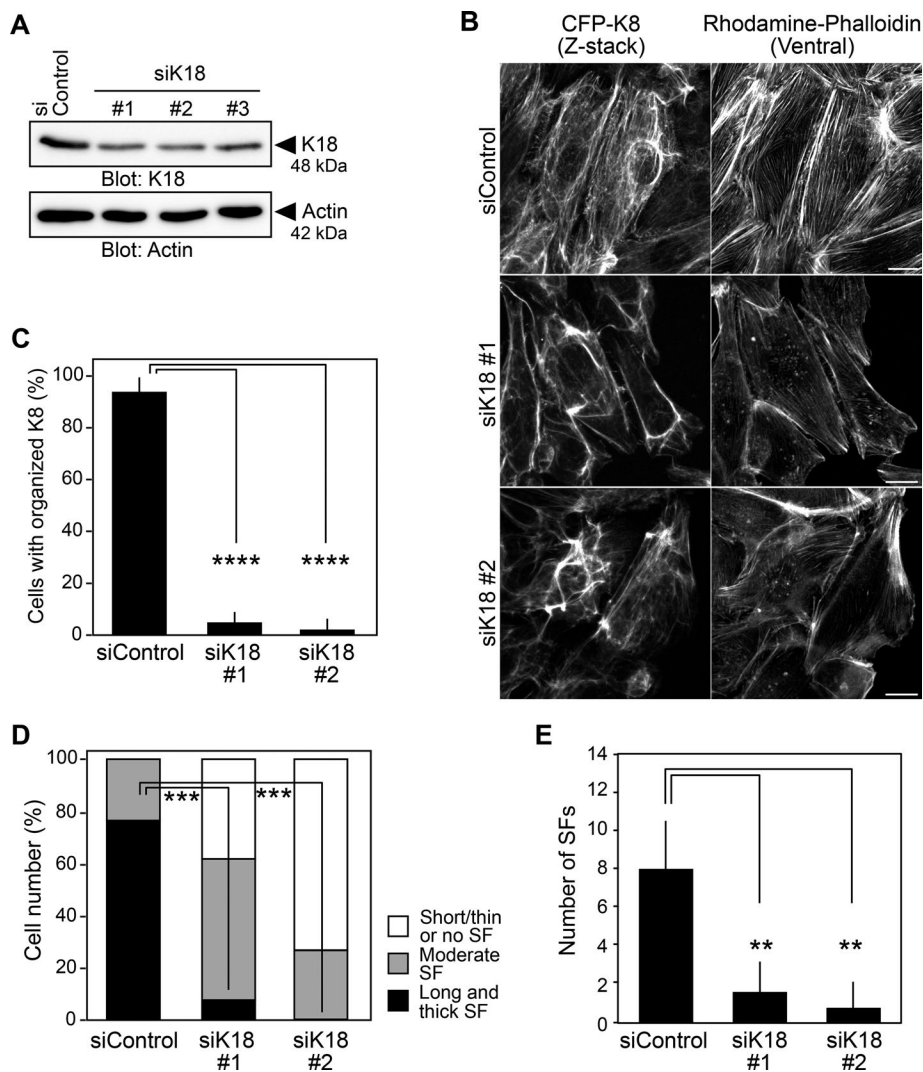 A
si
Control
siK18
#1 #2 #3
K18
48 kDa
Blot: K18
Actin
42 kDa
Blot: Actin
B
CFP-K8
(Z-stack)
Rhodamine-Phalloidin
(Ventral)
siControl
siK18 #1
siK18 #2
C
Cells with organized K8 (%)
100
80
60
40
20
0
**** ****
siControl
siK18
#1
siK18
#2
D
Cell number (%)
100
80
60
40
20
0
*** ***
siControl
siK18
#1
siK18
#2
Short/thin
or no SF
Moderate
SF
Long and
thick SF
E
Number of SFs
14
12
10
8
6
4
2
0
** **
siControl
siK18
#1
siK18
#2